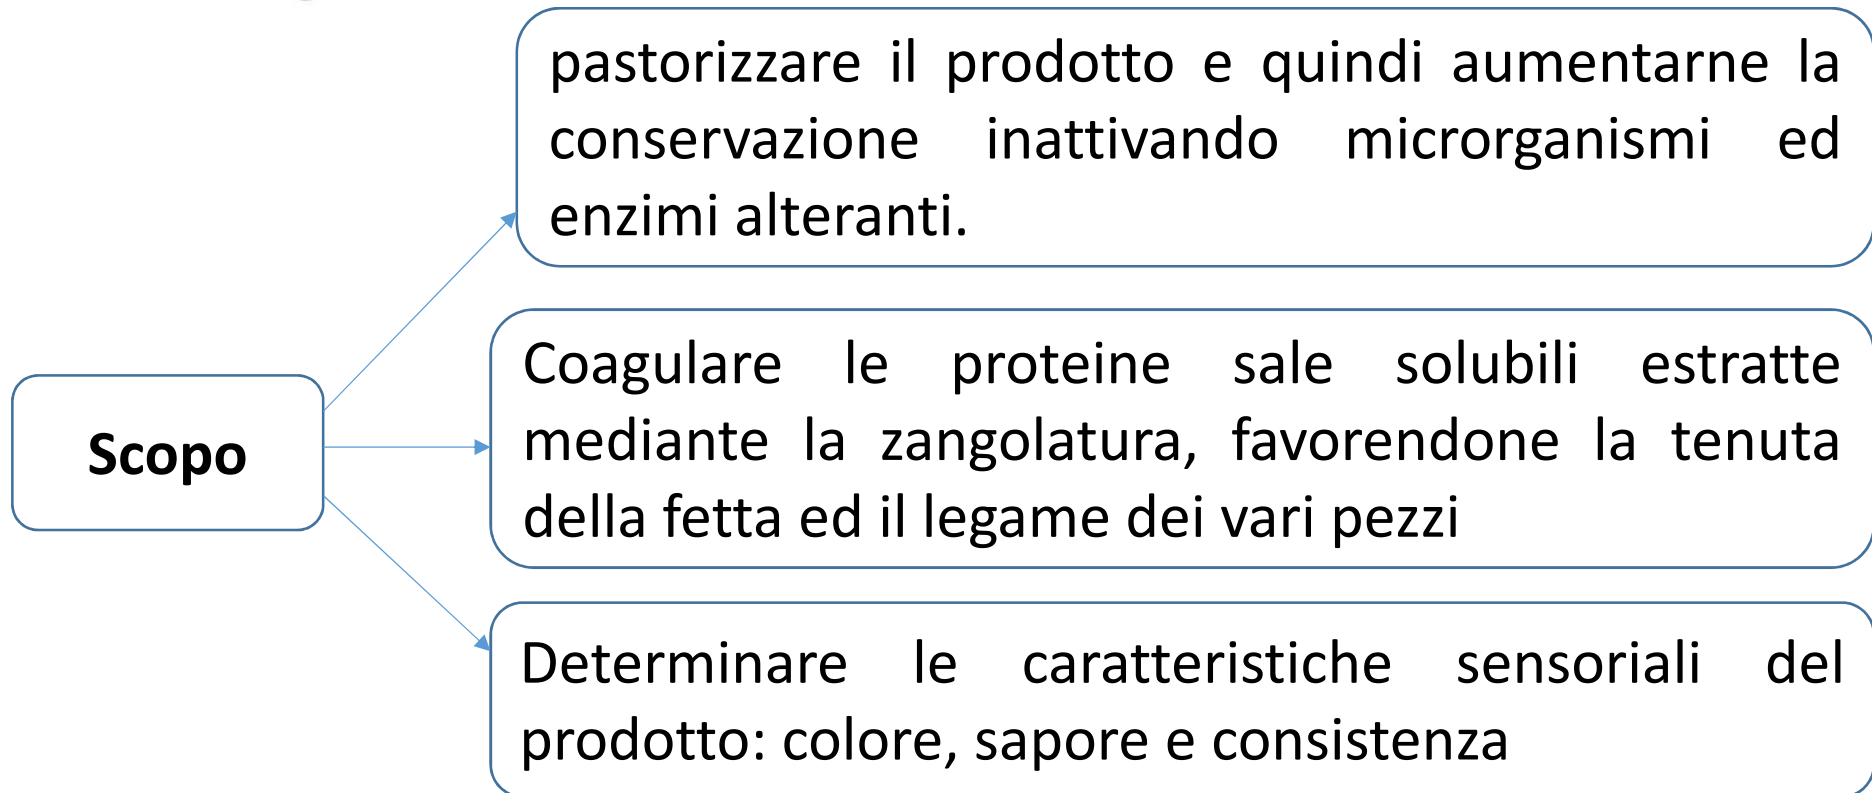 pastorizzare il prodotto e quindi aumentarne la
conservazione inattivando microrganismi ed
enzimi alteranti.
Scopo
Coagulare le proteine sale solubili estratte
mediante la zangolatura, favorendone la tenuta
della fetta ed il legame dei vari pezzi
Determinare le caratteristiche sensoriali del
prodotto: colore, sapore e consistenza